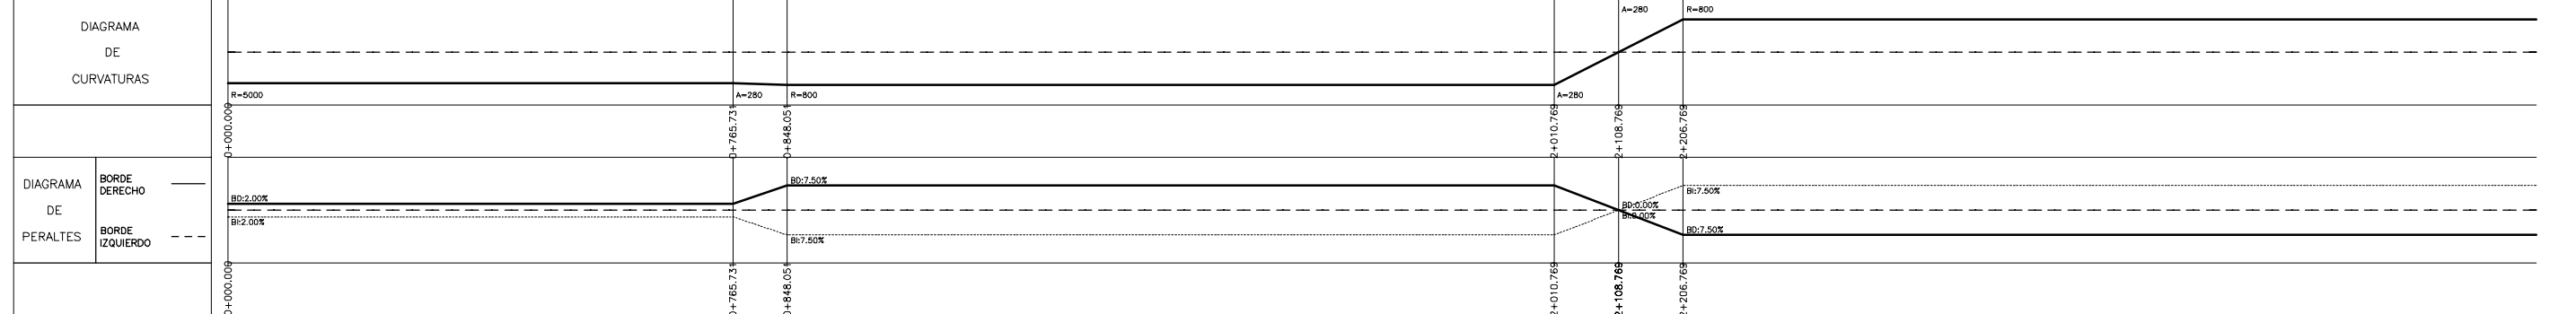 DIAGRAMA
DE
CURVATURAS
A=280
R=800
R=5000
A=280
R=800
A=280
0+000.000
0+765.731
0+848.051
2+010.769
2+108.769
2+206.769
DIAGRAMA
DE
PERALTES
BORDE
DERECHO
BORDE
IZQUIERDO
BD:2.00%
BI:2.00%
BD:7.50%
BI:7.50%
BD:0.00%
BI:0.00%
BI:7.50%
BD:7.50%
0+000.000
0+765.731
0+848.051
2+010.769
2+108.769
2+206.769